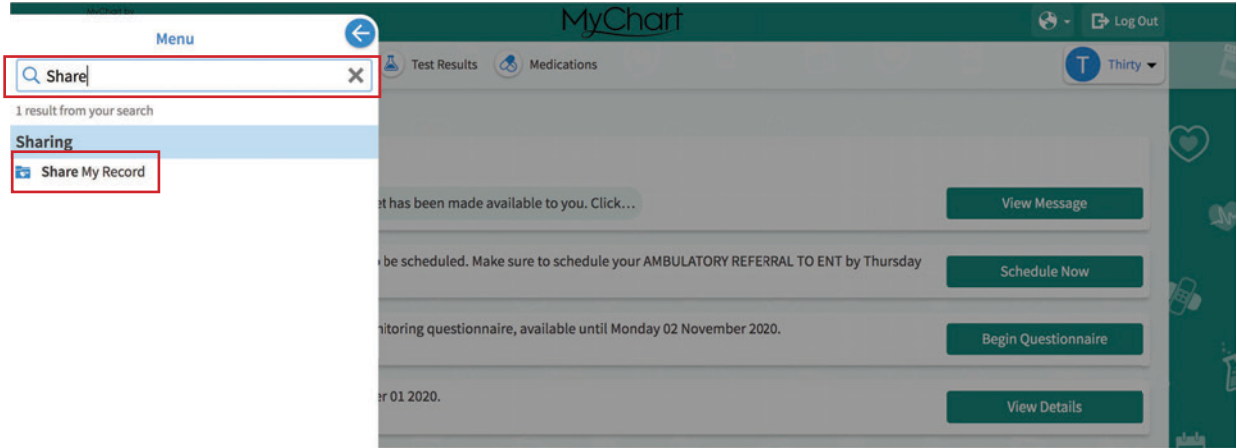 MyChart by
MyChart
Log Out
Menu
Share
1 result from your search
Sharing
Share My Record
Test Results
Medications
T
Thirty
et has been made available to you. Click…
View Message
be scheduled. Make sure to schedule your AMBULATORY REFERRAL TO ENT by Thursday
Schedule Now
nitoring questionnaire, available until Monday 02 November 2020.
Begin Questionnaire
er 01 2020.
View Details